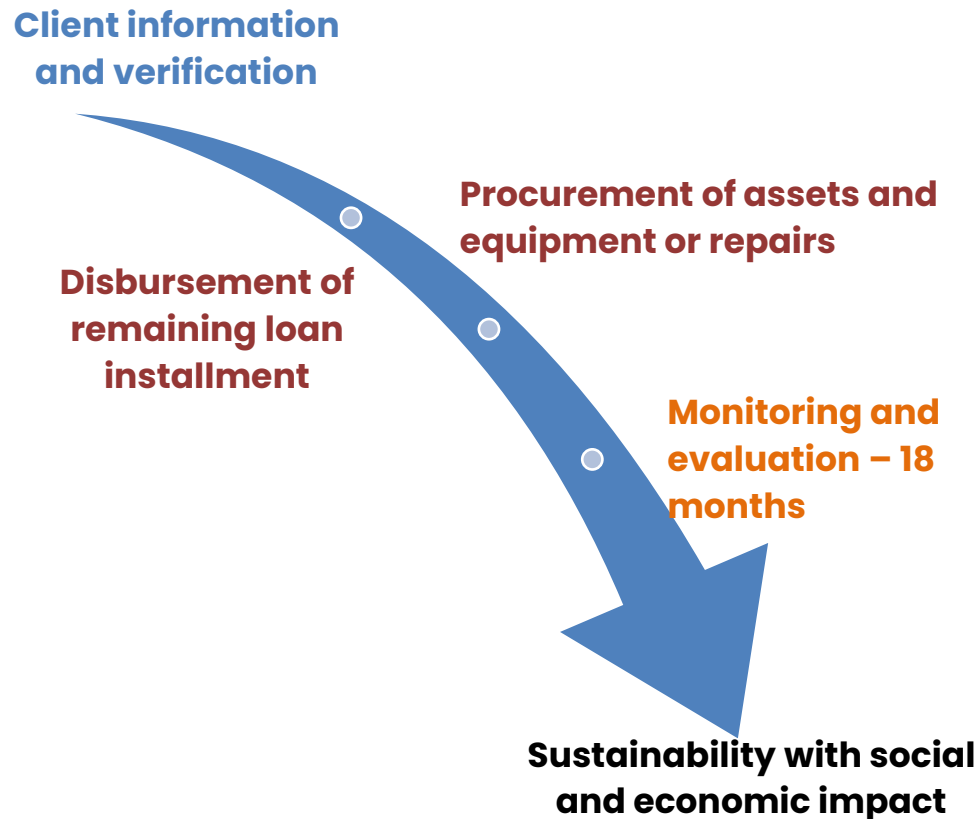 Client information
and verification
Procurement of assets and
equipment or repairs
Disbursement of
remaining loan
installment
Monitoring and
evaluation – 18
months
Sustainability with social
and economic impact